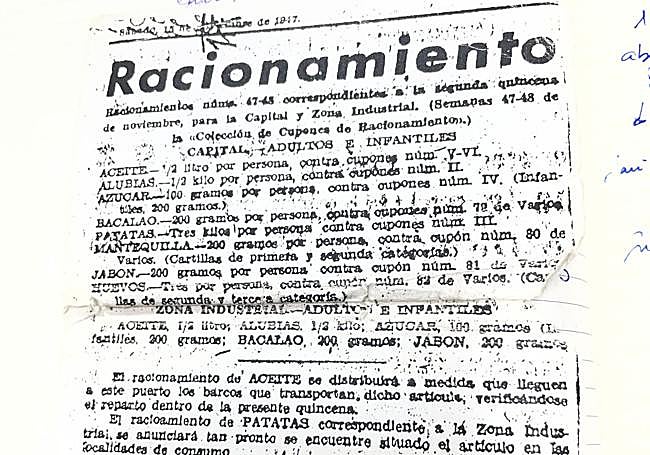 Sábado, 15 de noviembre de 1947.
Racionamiento
Racionamientos núms. 47-48 correspondientes a la segunda quincena
de noviembre, para la Capital y Zona Industrial. (Semanas 47-48 de
la «Colección de Cupones de Racionamiento».)
CAPITAL, ADULTOS E INFANTILES
ACEITE.—1/2 litro por persona, contra cupones núm. V-VI.
ALUBIAS.—1/2 kilo por persona, contra cupones núm. II.
AZUCAR.—100 gramos por persona, contra cupones núm. IV. (Infan-
tiles, 200 gramos.)
BACALAO.—200 gramos por persona, contra cupones núm. 79 de Varios
PATATAS.—Tres kilos por persona contra cupones núm. III.
MANTEQUILLA.—200 gramos por persona, contra cupón núm. 80 de
Varios. (Cartillas de primera y segunda categorías.)
JABON.—200 gramos por persona contra cupón núm. 81 de Varios
HUEVOS.—Tres por persona, contra cupón núm. 82 de Varios. (Car
llas de segunda y tercera categoría.)
ZONA INDUSTRIAL.—ADULTOS E INFANTILES
ACEITE, 1/2 litro; ALUBIAS, 1/2 kilo; AZUCAR, 100 gramos (In-
fantiles, 200 gramos; BACALAO, 200 gramos; JABON, 200 gramos
El racionamiento de ACEITE se distribuirá a medida que lleguen
a este puerto los barcos que transportan, dicho artículo, verificándose
el reparto dentro de la presente quincena.
El racioamiento de PATATAS correspondiente a la Zona Indus-
trial, se anunciará tan pronto se encuentre situado el artículo en las
localidades de consumo